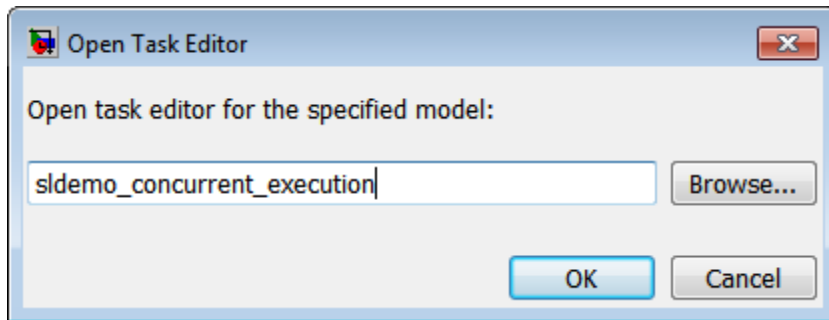 Open Task Editor
Open task editor for the specified model:
sldemo_concurrent_execution
Browse...
OK
Cancel